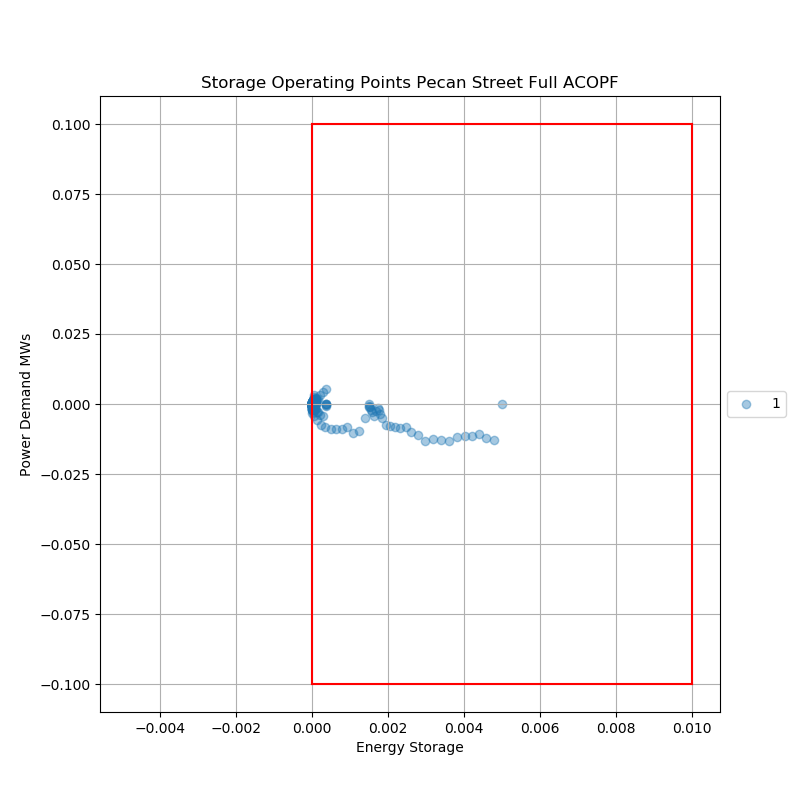 Storage Operating Points Pecan Street Full ACOPF
0.100
0.075
0.050
0.025
0.000
−0.025
−0.050
−0.075
−0.100
Power Demand MWs
1
−0.004 −0.002 0.000 0.002 0.004 0.006 0.008 0.010
Energy Storage